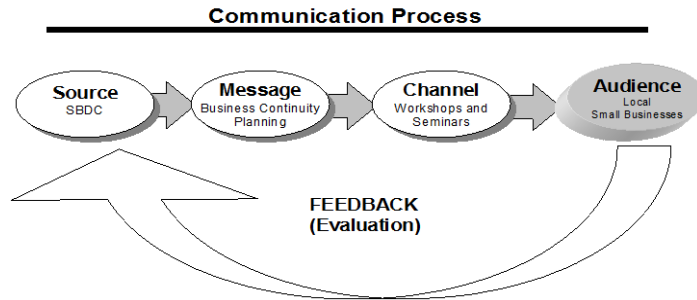 Communication Process
Source
SBDC
Message
Business Continuity
Planning
Channel
Workshops and
Seminars
Audience
Local
Small Businesses
FEEDBACK
(Evaluation)